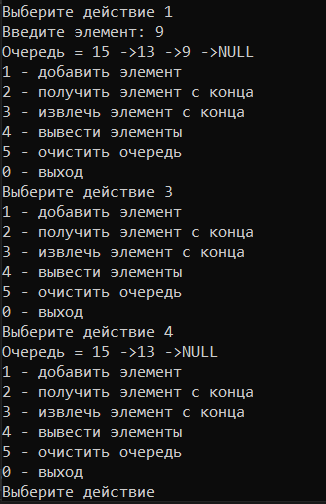 Выберите действие 1
Введите элемент: 9
Очередь = 15 ->13 ->9 ->NULL
1 - добавить элемент
2 - получить элемент с конца
3 - извлечь элемент с конца
4 - вывести элементы
5 - очистить очередь
0 - выход
Выберите действие 3
1 - добавить элемент
2 - получить элемент с конца
3 - извлечь элемент с конца
4 - вывести элементы
5 - очистить очередь
0 - выход
Выберите действие 4
Очередь = 15 ->13 ->NULL
1 - добавить элемент
2 - получить элемент с конца
3 - извлечь элемент с конца
4 - вывести элементы
5 - очистить очередь
0 - выход
Выберите действие